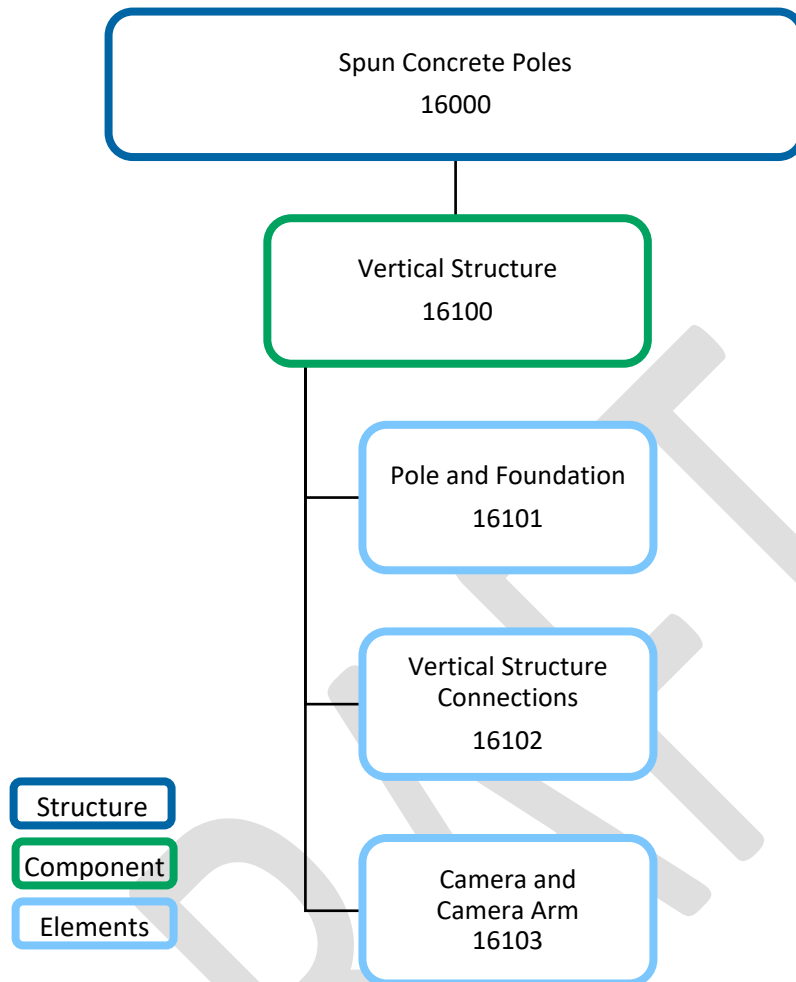 Spun Concrete Poles
16000
Vertical Structure
16100
Pole and Foundation
16101
Vertical Structure
Connections
16102
Camera and
Camera Arm
16103
Structure
Component
Elements
DRAFT